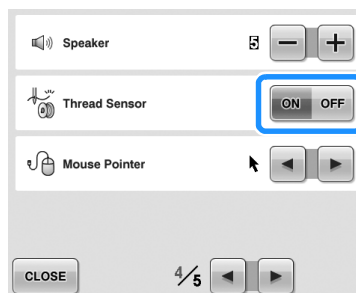 Speaker 5 − +
Thread Sensor ON OFF
Mouse Pointer
CLOSE 4/5